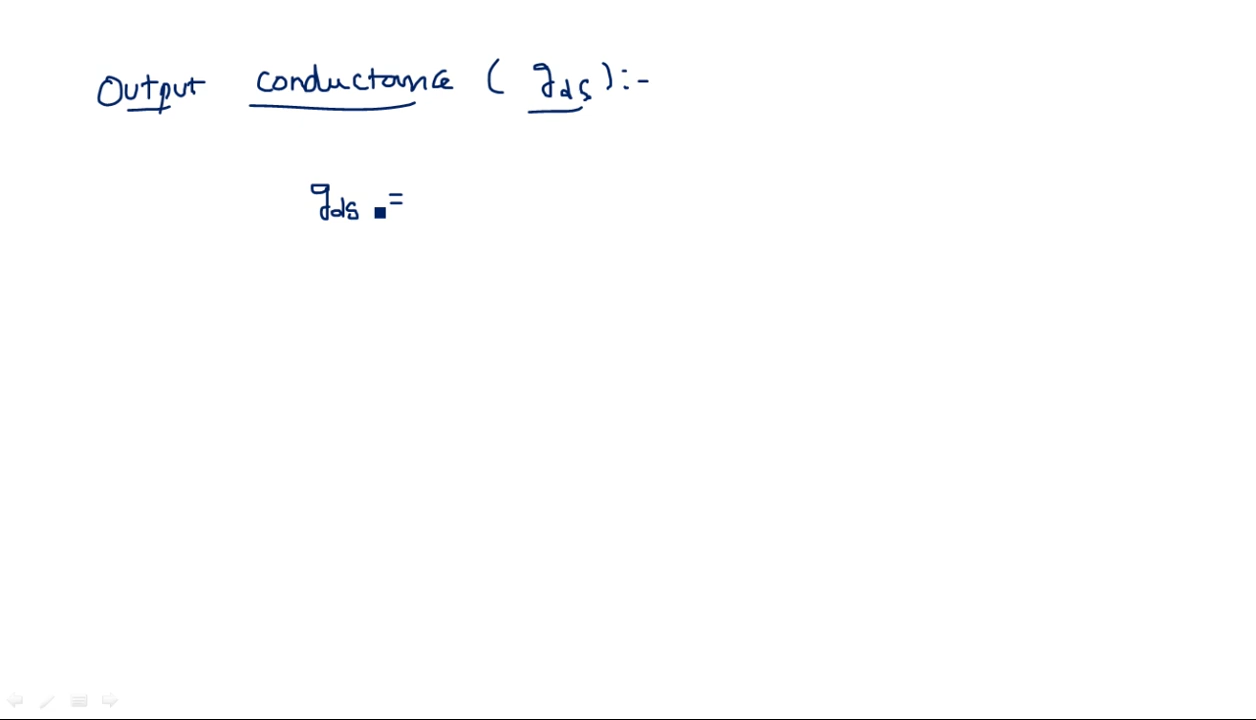 Output conductance ( gds ) :-
gds =